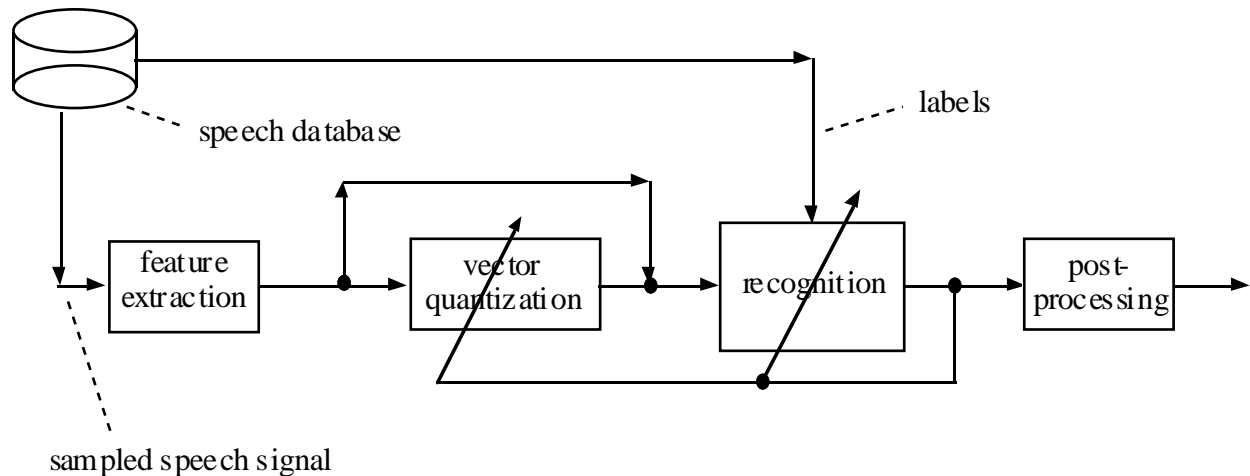 labels
speech database
feature
extraction
vector
quantization
recognition
post-
processing
sampled speech signal